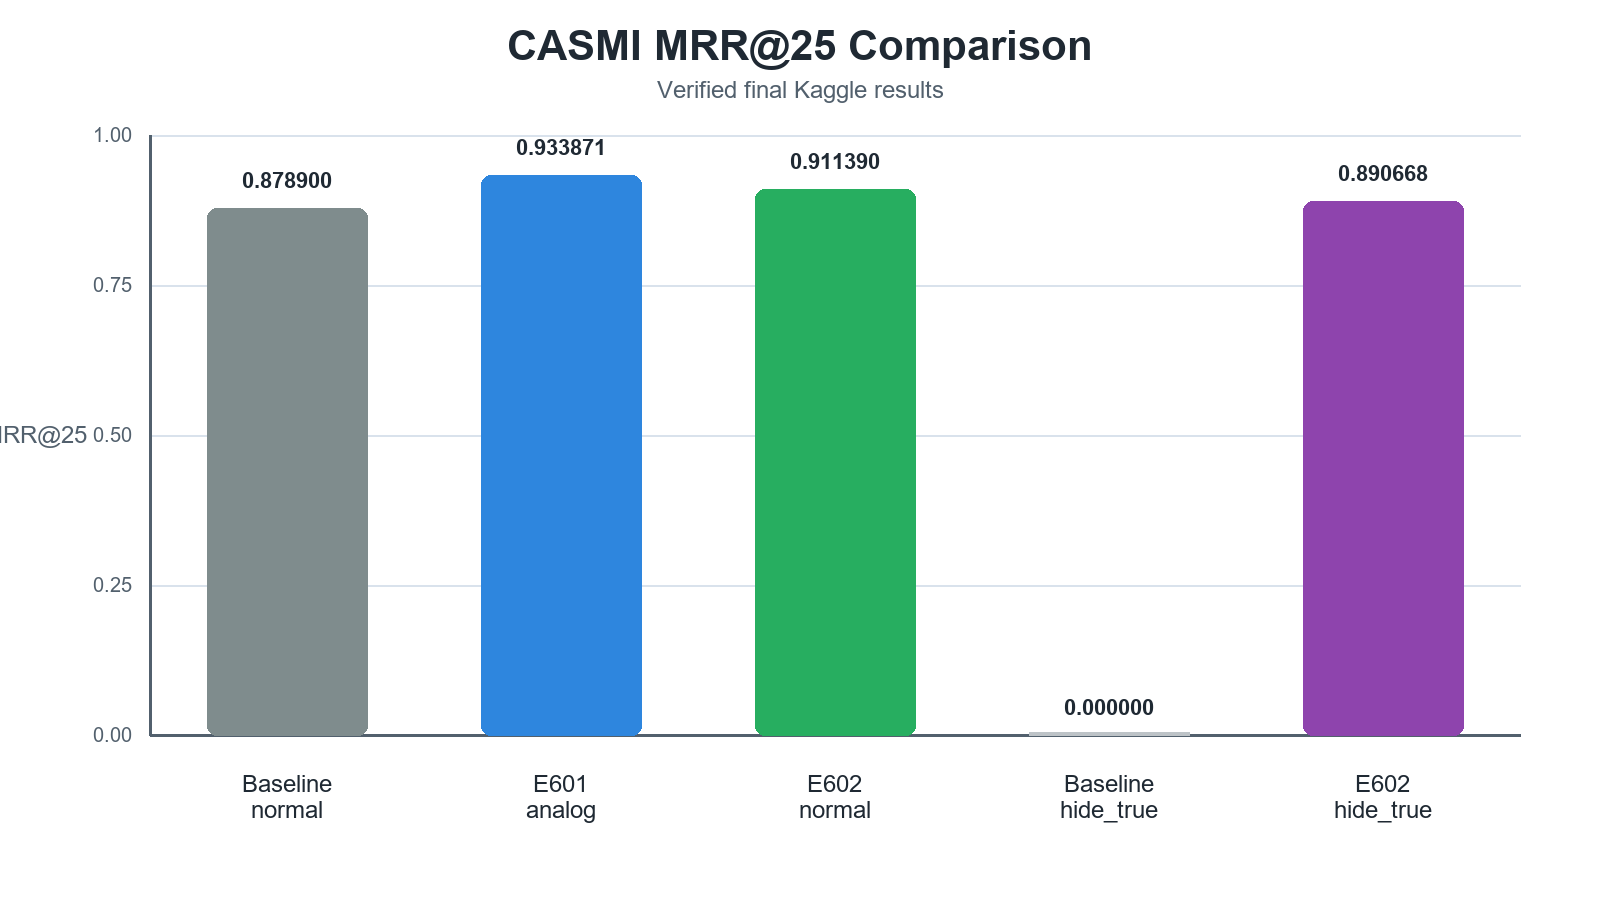 CASMI MRR@25 Comparison
Verified final Kaggle results
1.00
0.933871
0.911390
0.890668
0.878900
0.75
RR@25 0.50
0.25
0.000000
0.00
Baseline
normal
E601
analog
E602
normal
Baseline
hide_true
E602
hide_true